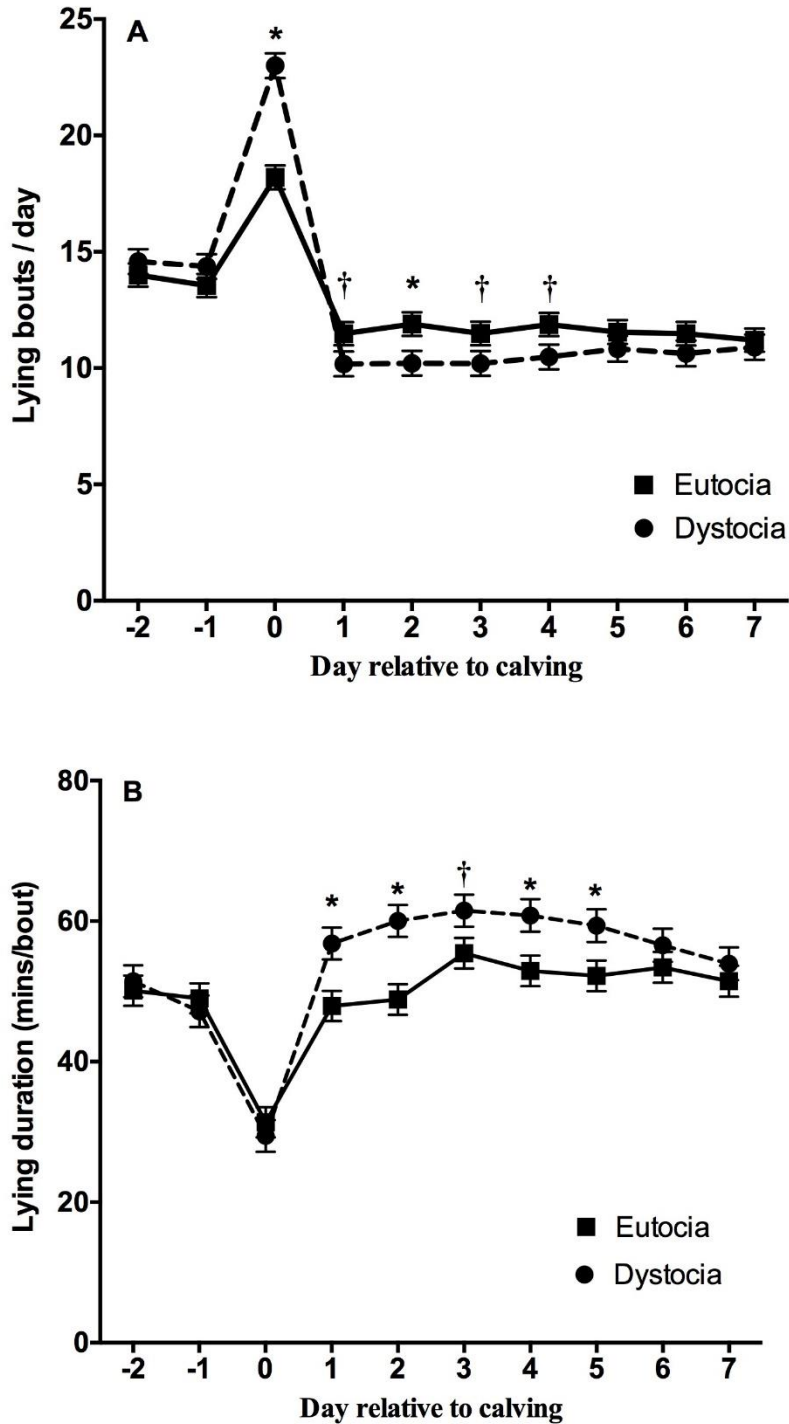 A
25
20
15
10
5
0
Lying bouts / day
*
† * † †
Eutocia
Dystocia
-2 -1 0 1 2 3 4 5 6 7
Day relative to calving
B
80
60
40
20
0
Lying duration (mins/bout)
* * † * *
Eutocia
Dystocia
-2 -1 0 1 2 3 4 5 6 7
Day relative to calving